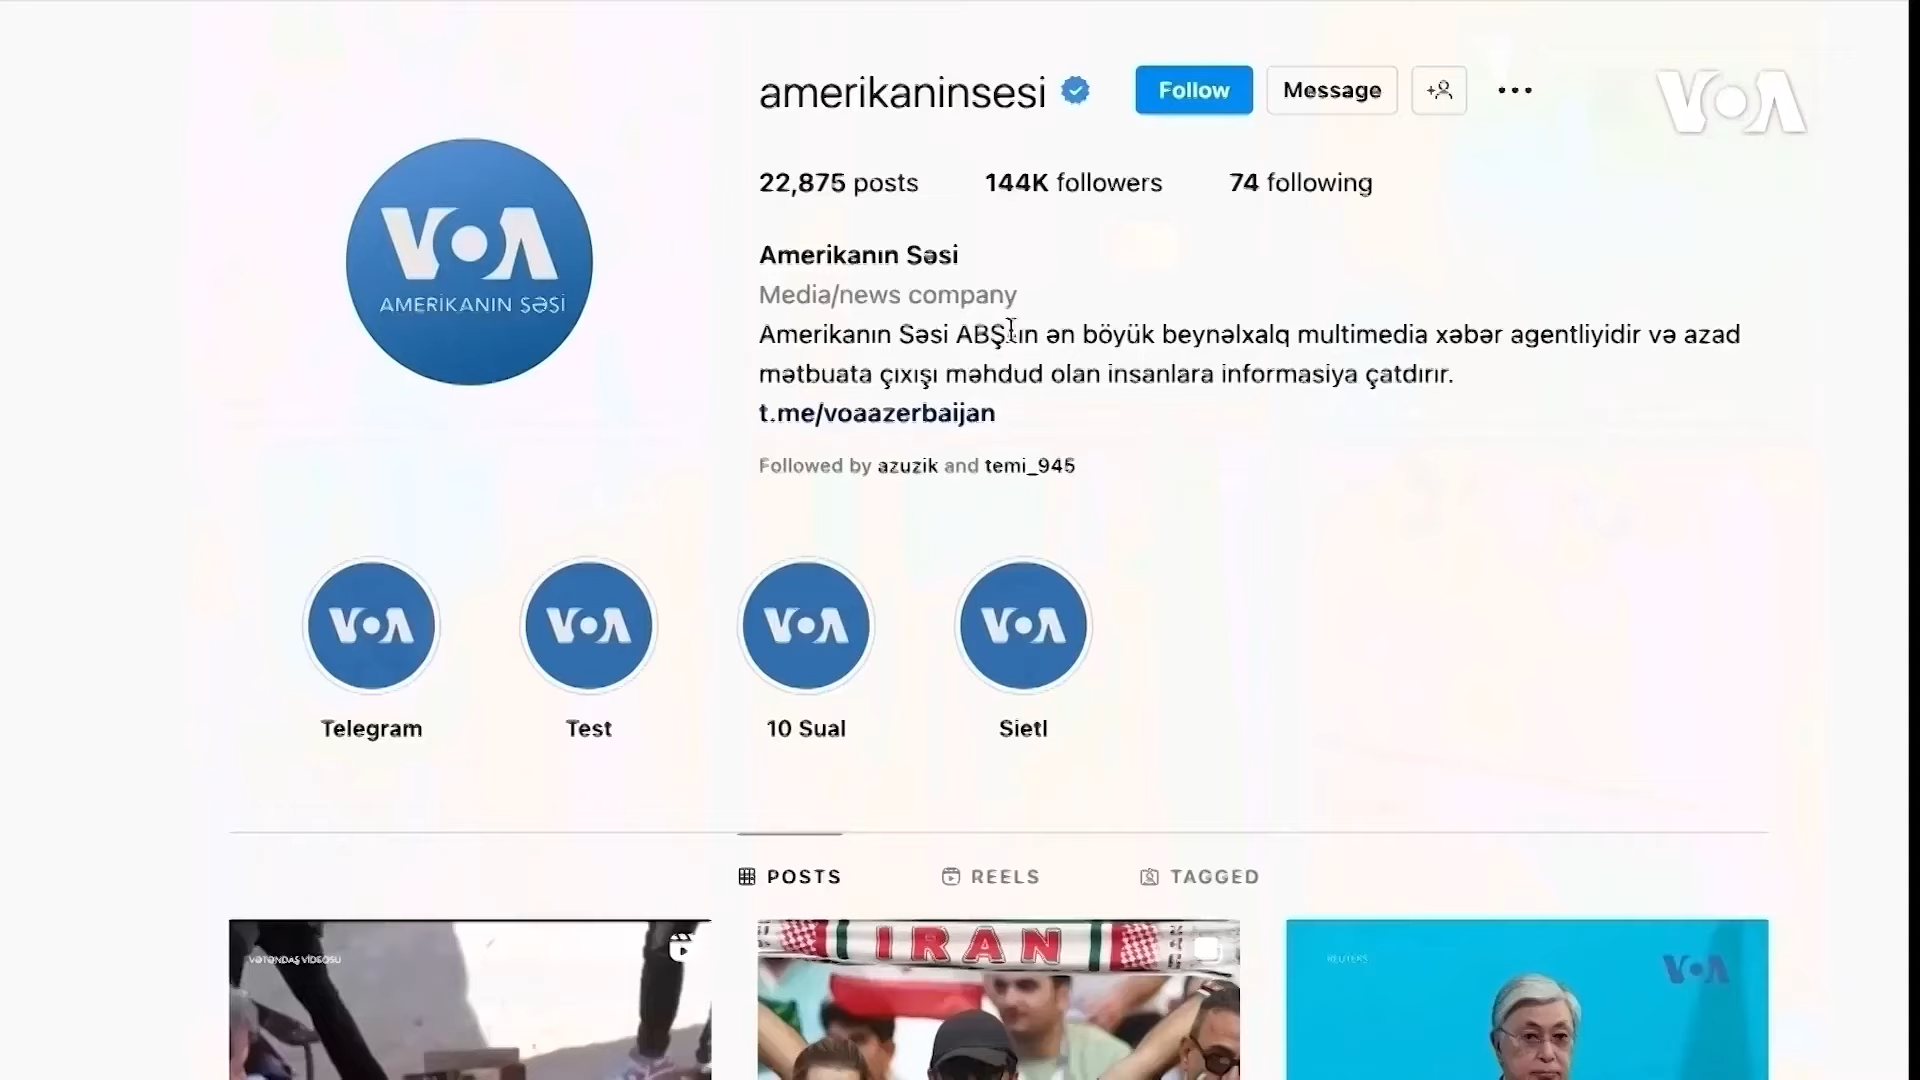 amerikaninsesi
Follow
Message
VOA
22,875 posts
144K followers
74 following
VOA
AMERİKANIN SƏSİ
Amerikanın Səsi
Media/news company
Amerikanın Səsi ABŞ-ın ən böyük beynəlxalq multimedia xəbər agentliyidir və azad
mətbuata çıxışı məhdud olan insanlara informasiya çatdırır.
t.me/voaazerbaijan
Followed by azuzik and temi_945
VOA
VOA
VOA
VOA
Telegram
Test
10 Sual
Sietl
POSTS
REELS
TAGGED
VƏTƏNDAŞ VİDEOSU
IRAN
REUTERS
VOA